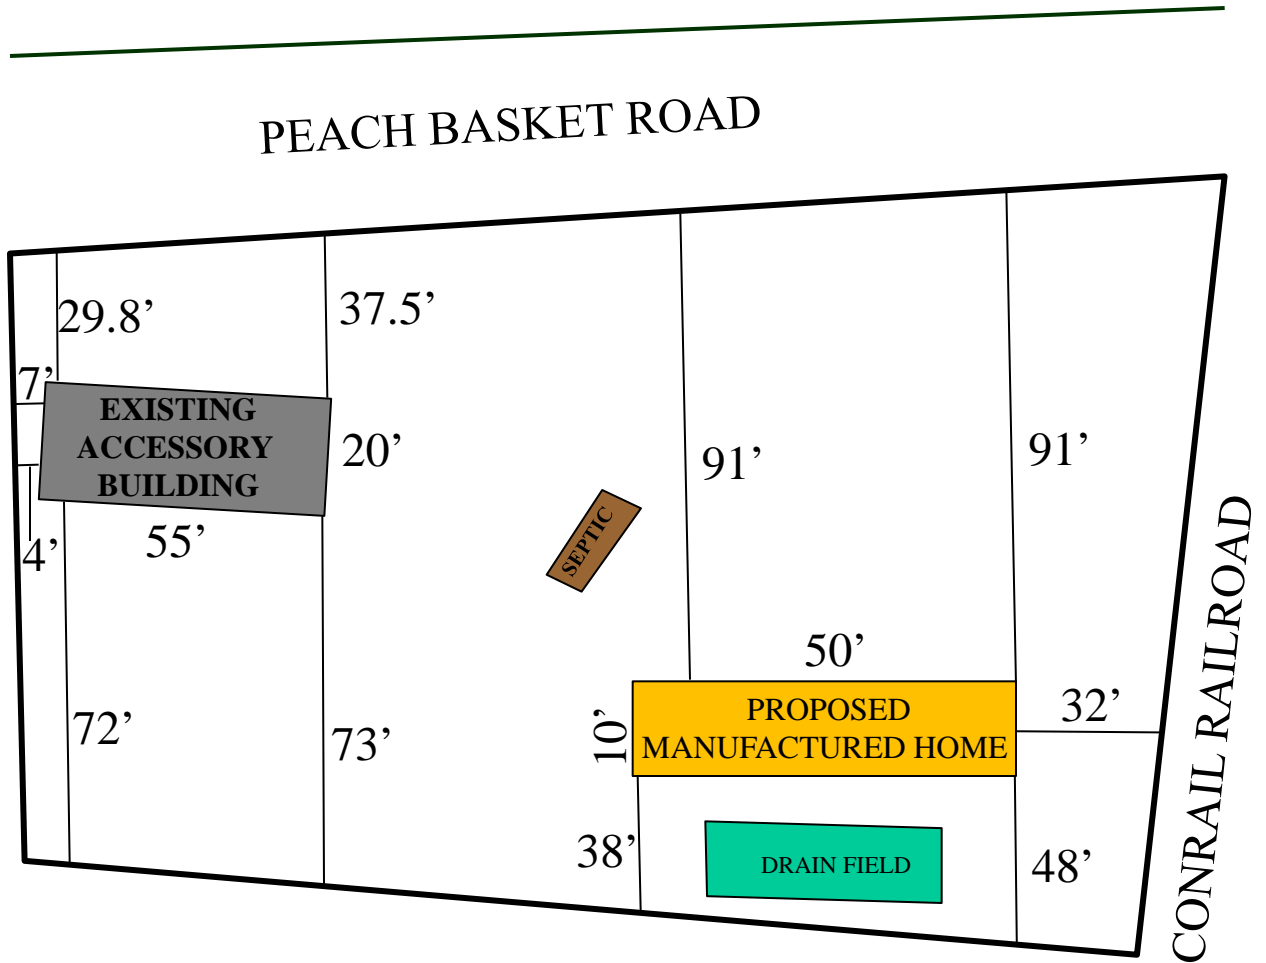 PEACH BASKET ROAD
29.8’
37.5’
7’
EXISTING
ACCESSORY
BUILDING
20’
91’
91’
4’
55’
SEPTIC
50’
72’
73’
10’
PROPOSED
MANUFACTURED HOME
32’
CONRAIL RAILROAD
38’
DRAIN FIELD
48’